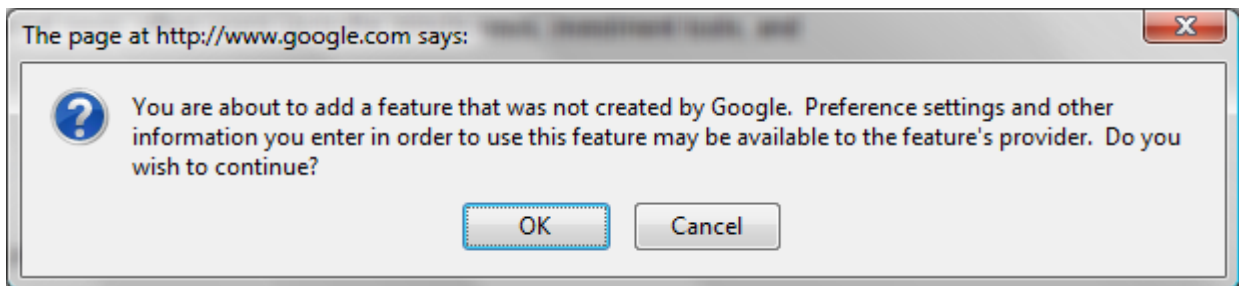 The page at http://www.google.com says:
You are about to add a feature that was not created by Google.  Preference settings and other
information you enter in order to use this feature may be available to the feature's provider.  Do you
wish to continue?
OK
Cancel